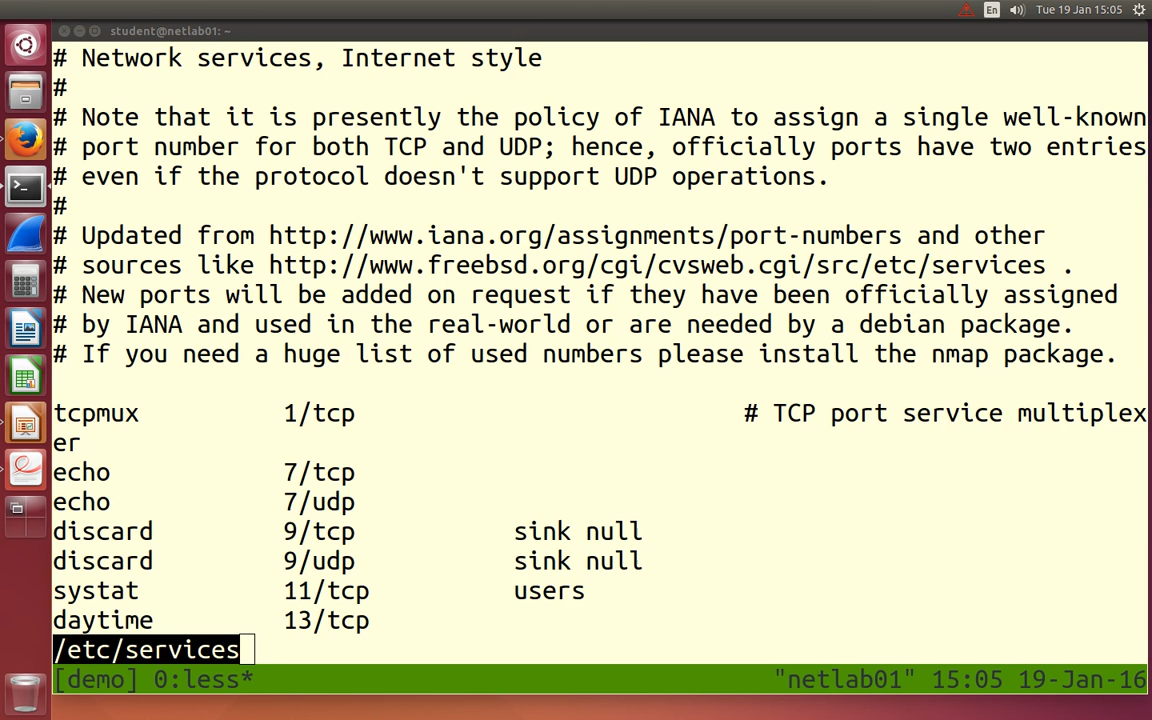 En
Tue 19 Jan 15:05
student@netlab01: ~
# Network services, Internet style
#
# Note that it is presently the policy of IANA to assign a single well-known
# port number for both TCP and UDP; hence, officially ports have two entries
# even if the protocol doesn't support UDP operations.
#
# Updated from http://www.iana.org/assignments/port-numbers and other
# sources like http://www.freebsd.org/cgi/cvsweb.cgi/src/etc/services .
# New ports will be added on request if they have been officially assigned
# by IANA and used in the real-world or are needed by a debian package.
# If you need a huge list of used numbers please install the nmap package.
tcpmux 1/tcp # TCP port service multiplex
er
echo 7/tcp
echo 7/udp
discard 9/tcp sink null
discard 9/udp sink null
systat 11/tcp users
daytime 13/tcp
/etc/services
[demo] 0:less* "netlab01" 15:05 19-Jan-16